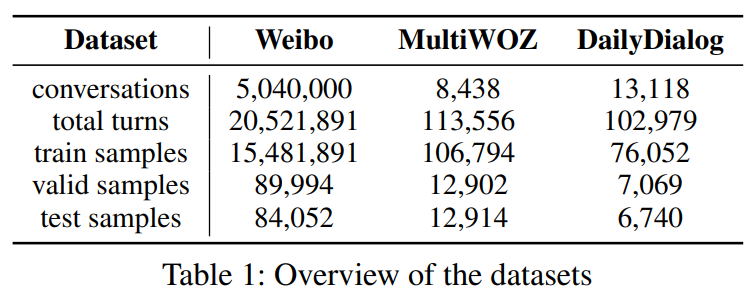 Dataset Weibo MultiWOZ DailyDialog
conversations 5,040,000 8,438 13,118
total turns 20,521,891 113,556 102,979
train samples 15,481,891 106,794 76,052
valid samples 89,994 12,902 7,069
test samples 84,052 12,914 6,740
Table 1: Overview of the datasets